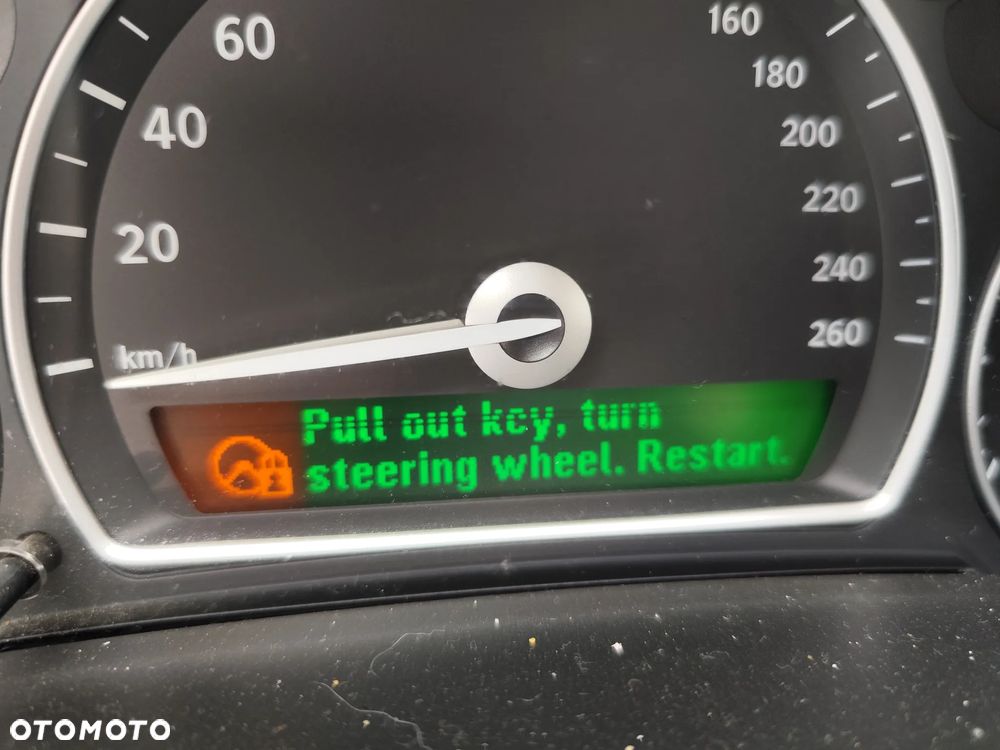 60
40
20
km/h
160
180
200
220
240
260
Pull out key, turn
steering wheel. Restart.
OTOMOTO